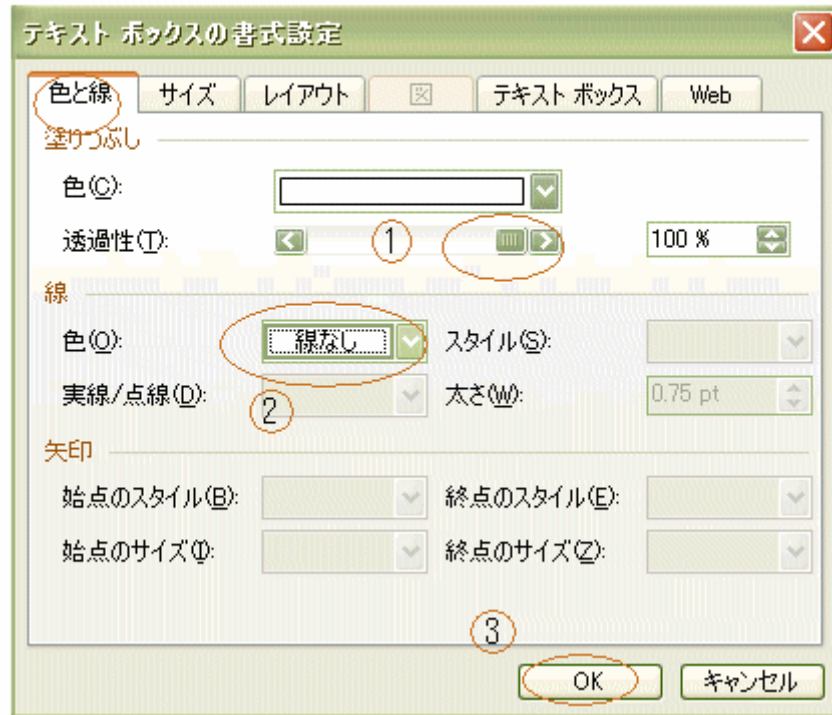 テキスト ボックスの書式設定
色と線 サイズ レイアウト 図 テキスト ボックス Web
塗りつぶし
色(C):
透過性(T): ① 100 %
線
色(O): 線なし スタイル(S):
実線/点線(D): ② 太さ(W): 0.75 pt
矢印
始点のスタイル(B): 終点のスタイル(E):
始点のサイズ(I): 終点のサイズ(Z):
③
OK キャンセル